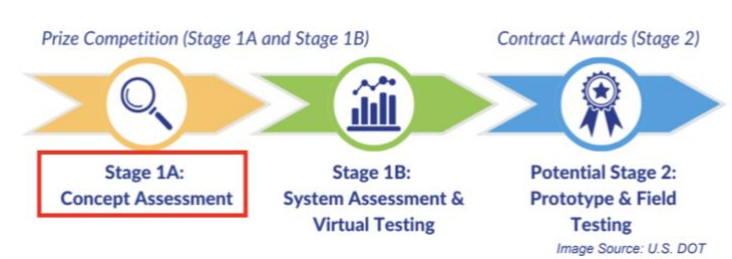 Prize Competition (Stage 1A and Stage 1B)
Contract Awards (Stage 2)
Stage 1A:
Concept Assessment
Stage 1B:
System Assessment &
Virtual Testing
Potential Stage 2:
Prototype & Field
Testing
Image Source: U.S. DOT